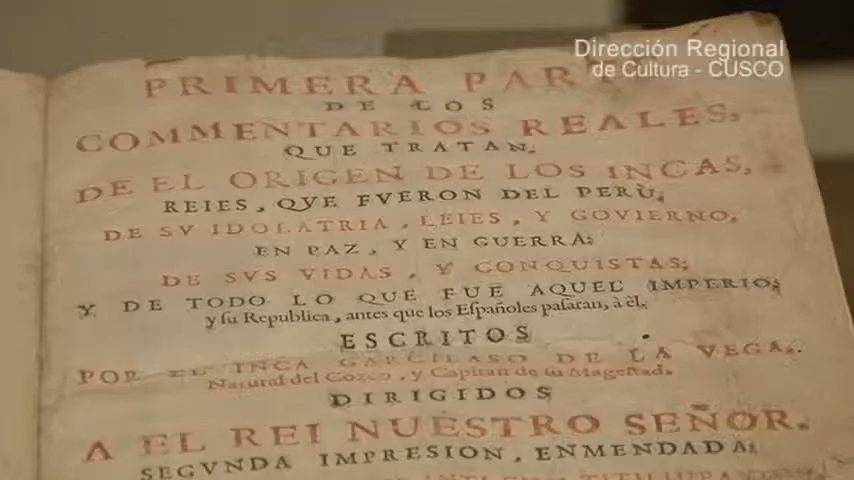 Dirección Regional
de Cultura - CUSCO
PRIMERA PAR
DE LOS
COMMENTARIOS REALES,
QUE TRATAN,
DE EL ORIGEN DE LOS INCAS,
REIES, QVE FVERON DEL PERÙ,
DE SV IDOLATRIA, LEIES, Y GOVIERNO,
EN PAZ, Y EN GUERRA:
DE SVS VIDAS, Y CONQUISTAS:
Y DE TODO LO QUE FUE AQUEL IMPERIO,
y ſu Republica, antes que los Eſpañoles paſaran, à èl.
ESCRITOS
POR EL INCA GARCILASO DE LA VEGA,
Natural del Cozco, y Capitan de ſu Mageſtad.
DIRIGIDOS
A EL REI NUESTRO SEÑOR.
SEGVNDA IMPRESION, ENMENDADA: